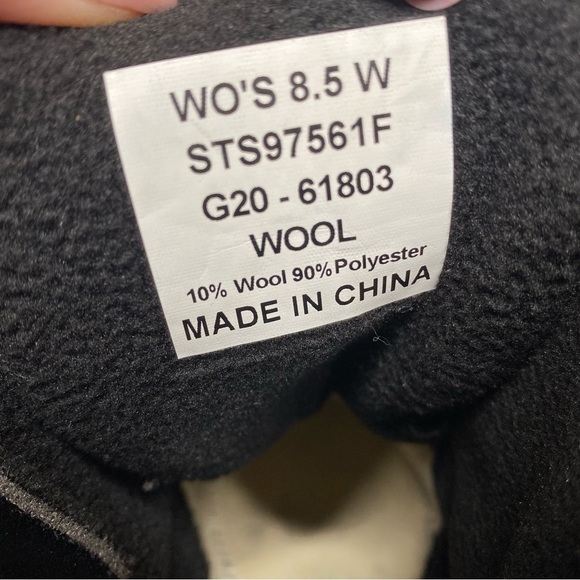 WO'S 8.5 W
STS97561F
G20 - 61803
WOOL
10% Wool 90% Polyester
MADE IN CHINA